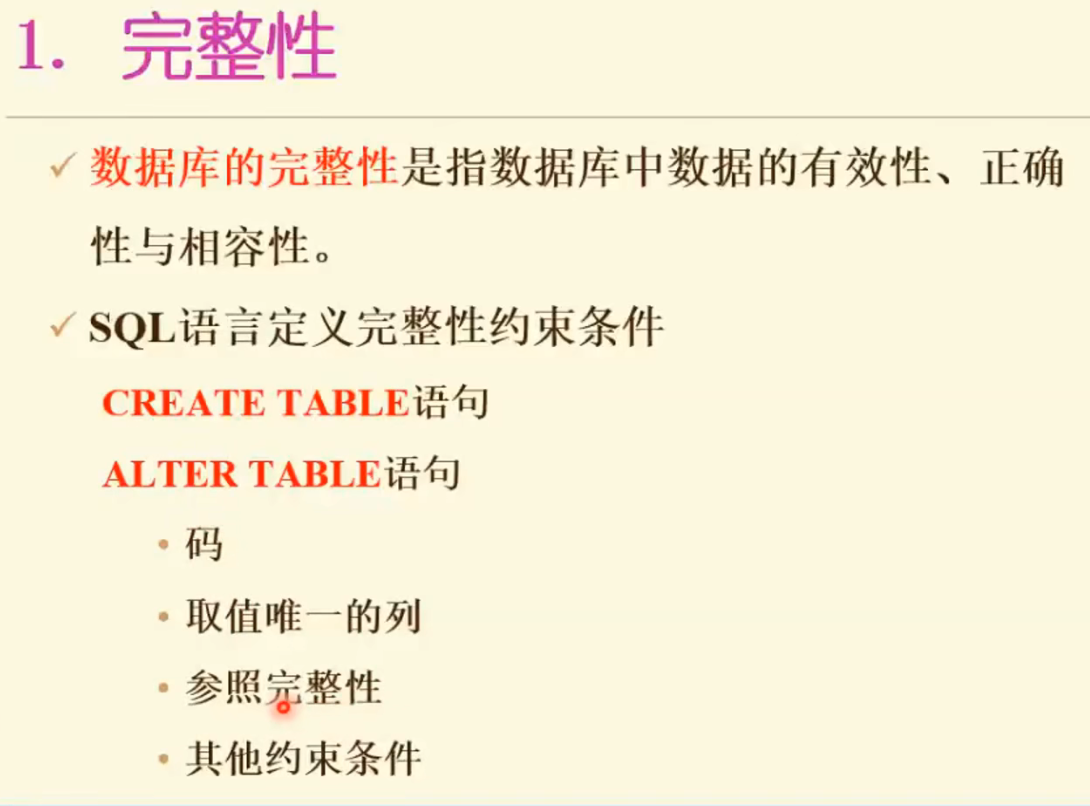 1. 完整性
数据库的完整性是指数据库中数据的有效性、正确
性与相容性。
SQL语言定义完整性约束条件
CREATE TABLE语句
ALTER TABLE语句
码
取值唯一的列
参照完整性
其他约束条件